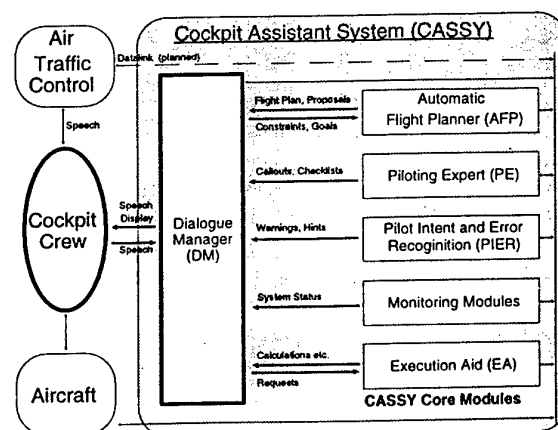 Cockpit Assistant System (CASSY)
Air
Traffic
Control
Datalink (planned)
Speech
Cockpit
Crew
Speech
Display
Speech
Aircraft
Dialogue
Manager
(DM)
Flight Plan, Proposals
Constraints, Goals
Automatic
Flight Planner (AFP)
Callouts, Checklists
Piloting Expert (PE)
Warnings, Hints
Pilot Intent and Error
Recoginition (PIER)
System Status
Monitoring Modules
Calculations etc.
Requests
Execution Aid (EA)
CASSY Core Modules